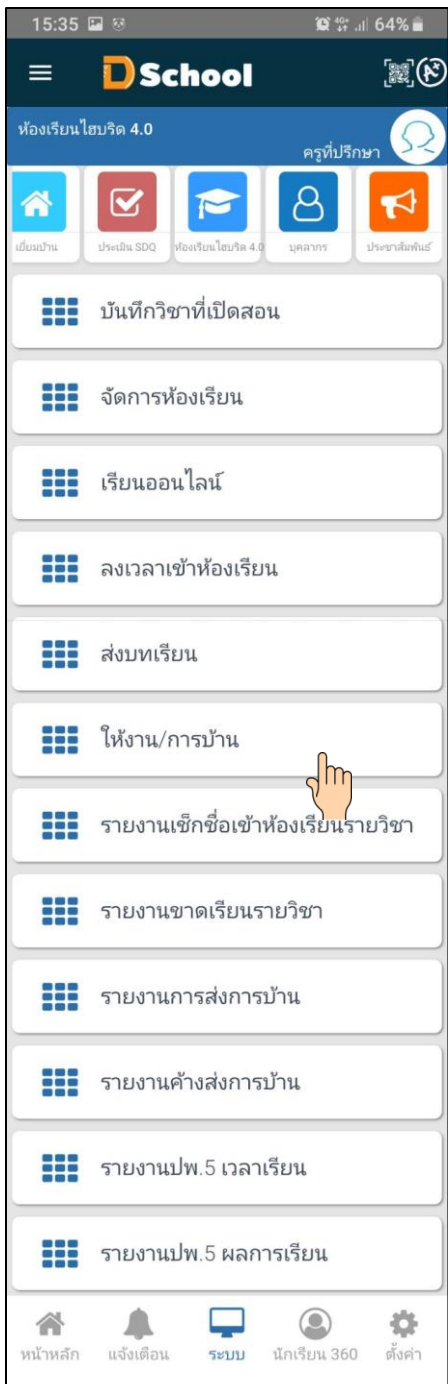 15:35 64%
DSchool
ห้องเรียนไฮบริด 4.0
ครูที่ปรึกษา
เยี่ยมบ้าน ประเมิน SDQ ห้องเรียนไฮบริด 4.0 บุคลากร ประชาสัมพันธ์
บันทึกวิชาที่เปิดสอน
จัดการห้องเรียน
เรียนออนไลน์
ลงเวลาเข้าห้องเรียน
ส่งบทเรียน
ให้งาน/การบ้าน
รายงานเช็กชื่อเข้าห้องเรียนรายวิชา
รายงานขาดเรียนรายวิชา
รายงานการส่งการบ้าน
รายงานค้างส่งการบ้าน
รายงานปพ.5 เวลาเรียน
รายงานปพ.5 ผลการเรียน
หน้าหลัก แจ้งเตือน ระบบ นักเรียน 360 ตั้งค่า